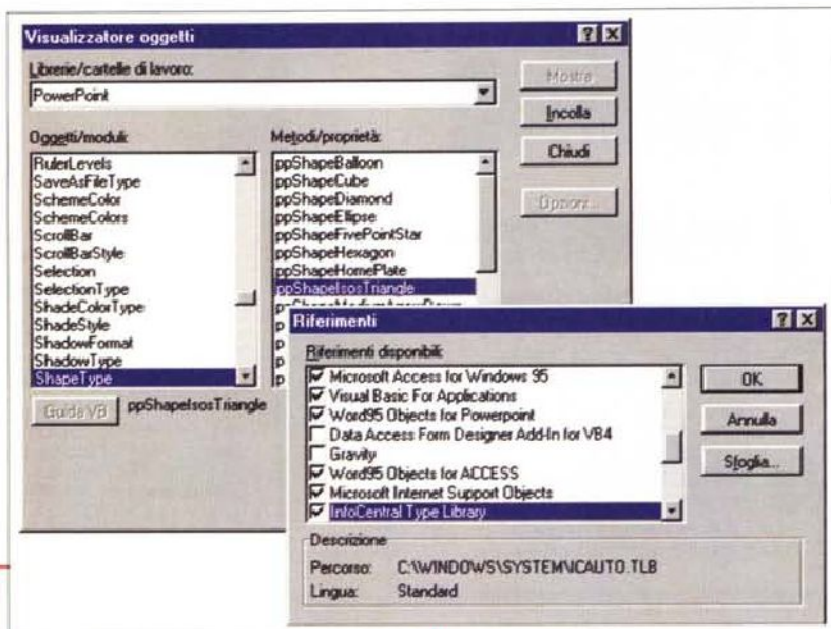 Visualizzatore oggetti
Librerie/cartelle di lavoro:
PowerPoint
Mostra
Incolla
Chiudi
Opzioni...
Oggetti/moduli:
RulerLevels
SaveAsFileType
SchemeColor
SchemeColors
ScrollBar
ScrollBarStyle
Selection
SelectionType
ShadeColorType
ShadeStyle
ShadowFormat
ShadowType
ShapeType
Metodi/proprietà:
ppShapeBalloon
ppShapeCube
ppShapeDiamond
ppShapeEllipse
ppShapeFivePointStar
ppShapeHexagon
ppShapeHomePlate
ppShapeIsosTriangle
Guida VB
ppShapeIsosTriangle
Riferimenti
Riferimenti disponibili:
Microsoft Access for Windows 95
Visual Basic For Applications
Word95 Objects for Powerpoint
Data Access Form Designer Add-In for VB4
Gravity
Word95 Objects for ACCESS
Microsoft Internet Support Objects
InfoCentral Type Library
OK
Annulla
Sfoglia...
Descrizione
Percorso: C:\WINDOWS\SYSTEM\ICAUTO.TLB
Lingua: Standard